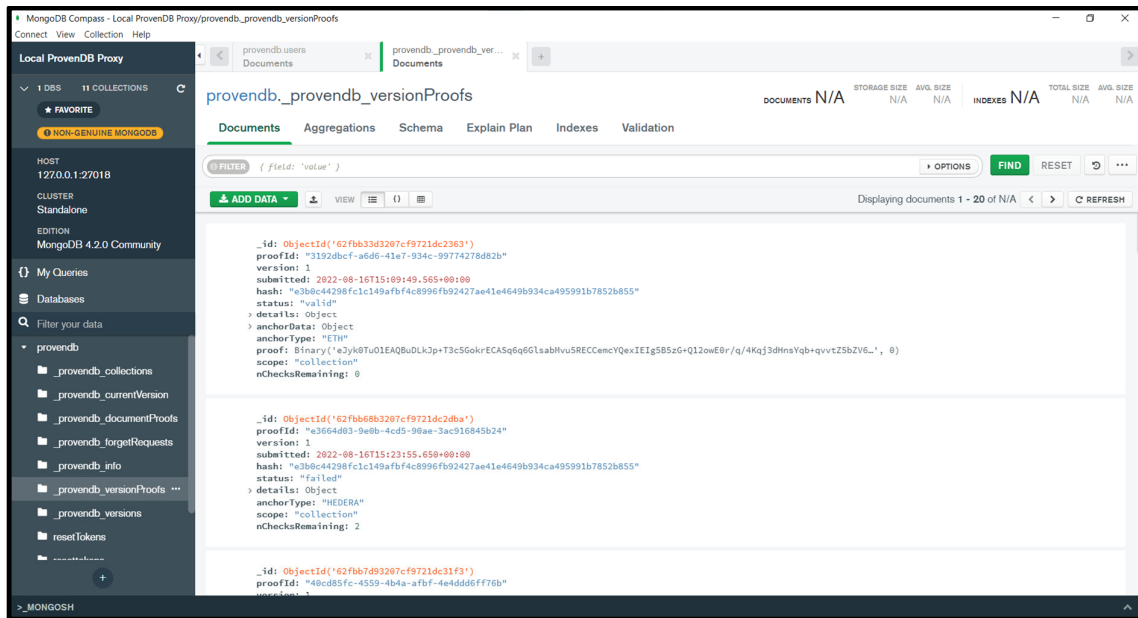 MongoDB Compass - Local ProvenDB Proxy/provendb._provendb_versionProofs
Connect View Collection Help
Local ProvenDB Proxy
1 DBS 11 COLLECTIONS
★ FAVORITE
NON-GENUINE MONGODB
HOST
127.0.0.1:27018
CLUSTER
Standalone
EDITION
MongoDB 4.2.0 Community
{} My Queries
Databases
Filter your data
provendb
_provendb_collections
_provendb_currentVersion
_provendb_documentProofs
_provendb_forgetRequests
_provendb_info
_provendb_versionProofs ···
_provendb_versions
resetTokens
+
>_MONGOSH
provendb.users
Documents
provendb._provendb_ver...
Documents
+
provendb._provendb_versionProofs
DOCUMENTS N/A
STORAGE SIZE AVG. SIZE
N/A N/A
INDEXES N/A
TOTAL SIZE AVG. SIZE
N/A N/A
Documents Aggregations Schema Explain Plan Indexes Validation
FILTER { field: 'value' }
OPTIONS
FIND RESET ···
ADD DATA VIEW {}
Displaying documents 1 - 20 of N/A < > REFRESH
_id: ObjectId('62fbb33d3207cf9721dc2363')
proofId: "3192dbcf-a6d6-41e7-934c-99774278d82b"
version: 1
submitted: 2022-08-16T15:09:49.565+00:00
hash: "e3b0c44298fc1c149afbf4c8996fb92427ae41e4649b934ca495991b7852b855"
status: "valid"
> details: Object
> anchorData: Object
anchorType: "ETH"
proof: Binary('eJyk0TuO1EAQBuDLkJp+T3c5GokrECASq6q6GlsabMvu5RECCemcYQexIEIg5B5zG+Q12owE0r/q/4Kqj3dHnsYqb+qvvtZ5bZV6…', 0)
scope: "collection"
nChecksRemaining: 0
_id: ObjectId('62fbb68b3207cf9721dc2dba')
proofId: "e3664d03-9e0b-4cd5-90ae-3ac916845b24"
version: 1
submitted: 2022-08-16T15:23:55.650+00:00
hash: "e3b0c44298fc1c149afbf4c8996fb92427ae41e4649b934ca495991b7852b855"
status: "failed"
> details: Object
anchorType: "HEDERA"
scope: "collection"
nChecksRemaining: 2
_id: ObjectId('62fbb7d93207cf9721dc31f3')
proofId: "40cd85fc-4559-4b4a-afbf-4e4ddd6ff76b"
version: 1